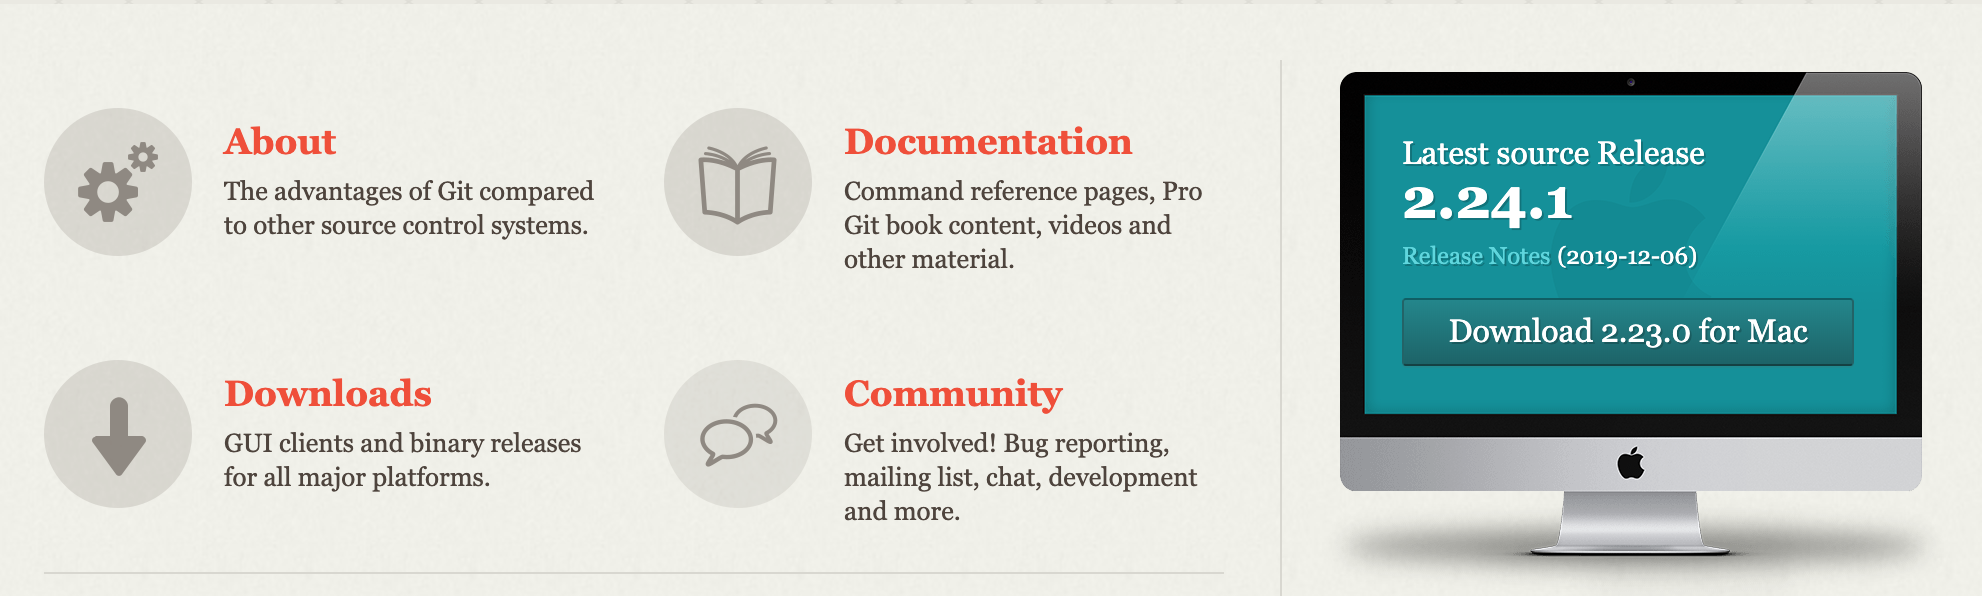 About
The advantages of Git compared
to other source control systems.
Documentation
Command reference pages, Pro
Git book content, videos and
other material.
Downloads
GUI clients and binary releases
for all major platforms.
Community
Get involved! Bug reporting,
mailing list, chat, development
and more.
Latest source Release
2.24.1
Release Notes (2019-12-06)
Download 2.23.0 for Mac